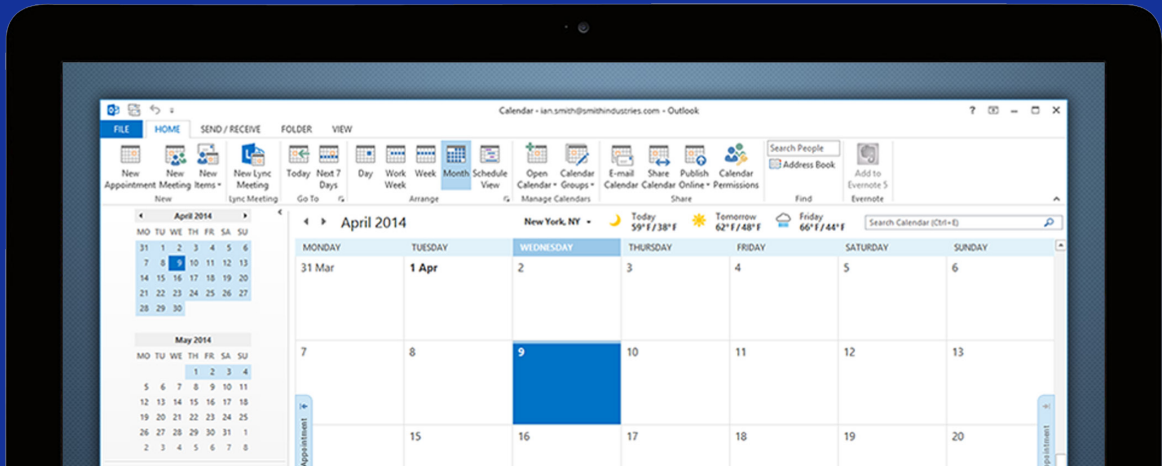 Calendar - ian.smith@smithindustries.com - Outlook
FILE HOME SEND / RECEIVE FOLDER VIEW
New Appointment
New Meeting
New Items
New
New Lync Meeting
Lync Meeting
Today
Next 7 Days
Go To
Day
Work Week
Week
Month
Schedule View
Arrange
Open Calendar
Calendar Groups
Manage Calendars
E-mail Calendar
Share Calendar
Publish Online
Calendar Permissions
Share
Search People
Address Book
Find
Add to Evernote 5
Evernote
April 2014
MO TU WE TH FR SA SU
31 1 2 3 4 5 6
7 8 9 10 11 12 13
14 15 16 17 18 19 20
21 22 23 24 25 26 27
28 29 30
May 2014
MO TU WE TH FR SA SU
1 2 3 4
5 6 7 8 9 10 11
12 13 14 15 16 17 18
19 20 21 22 23 24 25
26 27 28 29 30 31 1
2 3 4 5 6 7 8
April 2014
New York, NY
Today
59°F/38°F
Tomorrow
62°F/48°F
Friday
66°F/44°F
Search Calendar (Ctrl+E)
MONDAY TUESDAY WEDNESDAY THURSDAY FRIDAY SATURDAY SUNDAY
31 Mar 1 Apr 2 3 4 5 6
7 8 9 10 11 12 13
15 16 17 18 19 20
Appointment